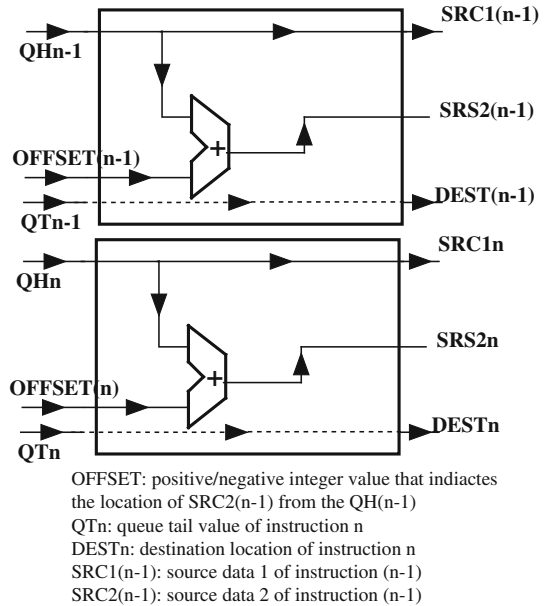 SRC1(n-1)
QHn-1
SRS2(n-1)
+
OFFSET(n-1)
DEST(n-1)
QTn-1
SRC1n
QHn
SRS2n
+
OFFSET(n)
DESTn
QTn
OFFSET: positive/negative integer value that indiactes
the location of SRC2(n-1) from the QH(n-1)
QTn: queue tail value of instruction n
DESTn: destination location of instruction n
SRC1(n-1): source data 1 of instruction (n-1)
SRC2(n-1): source data 2 of instruction (n-1)